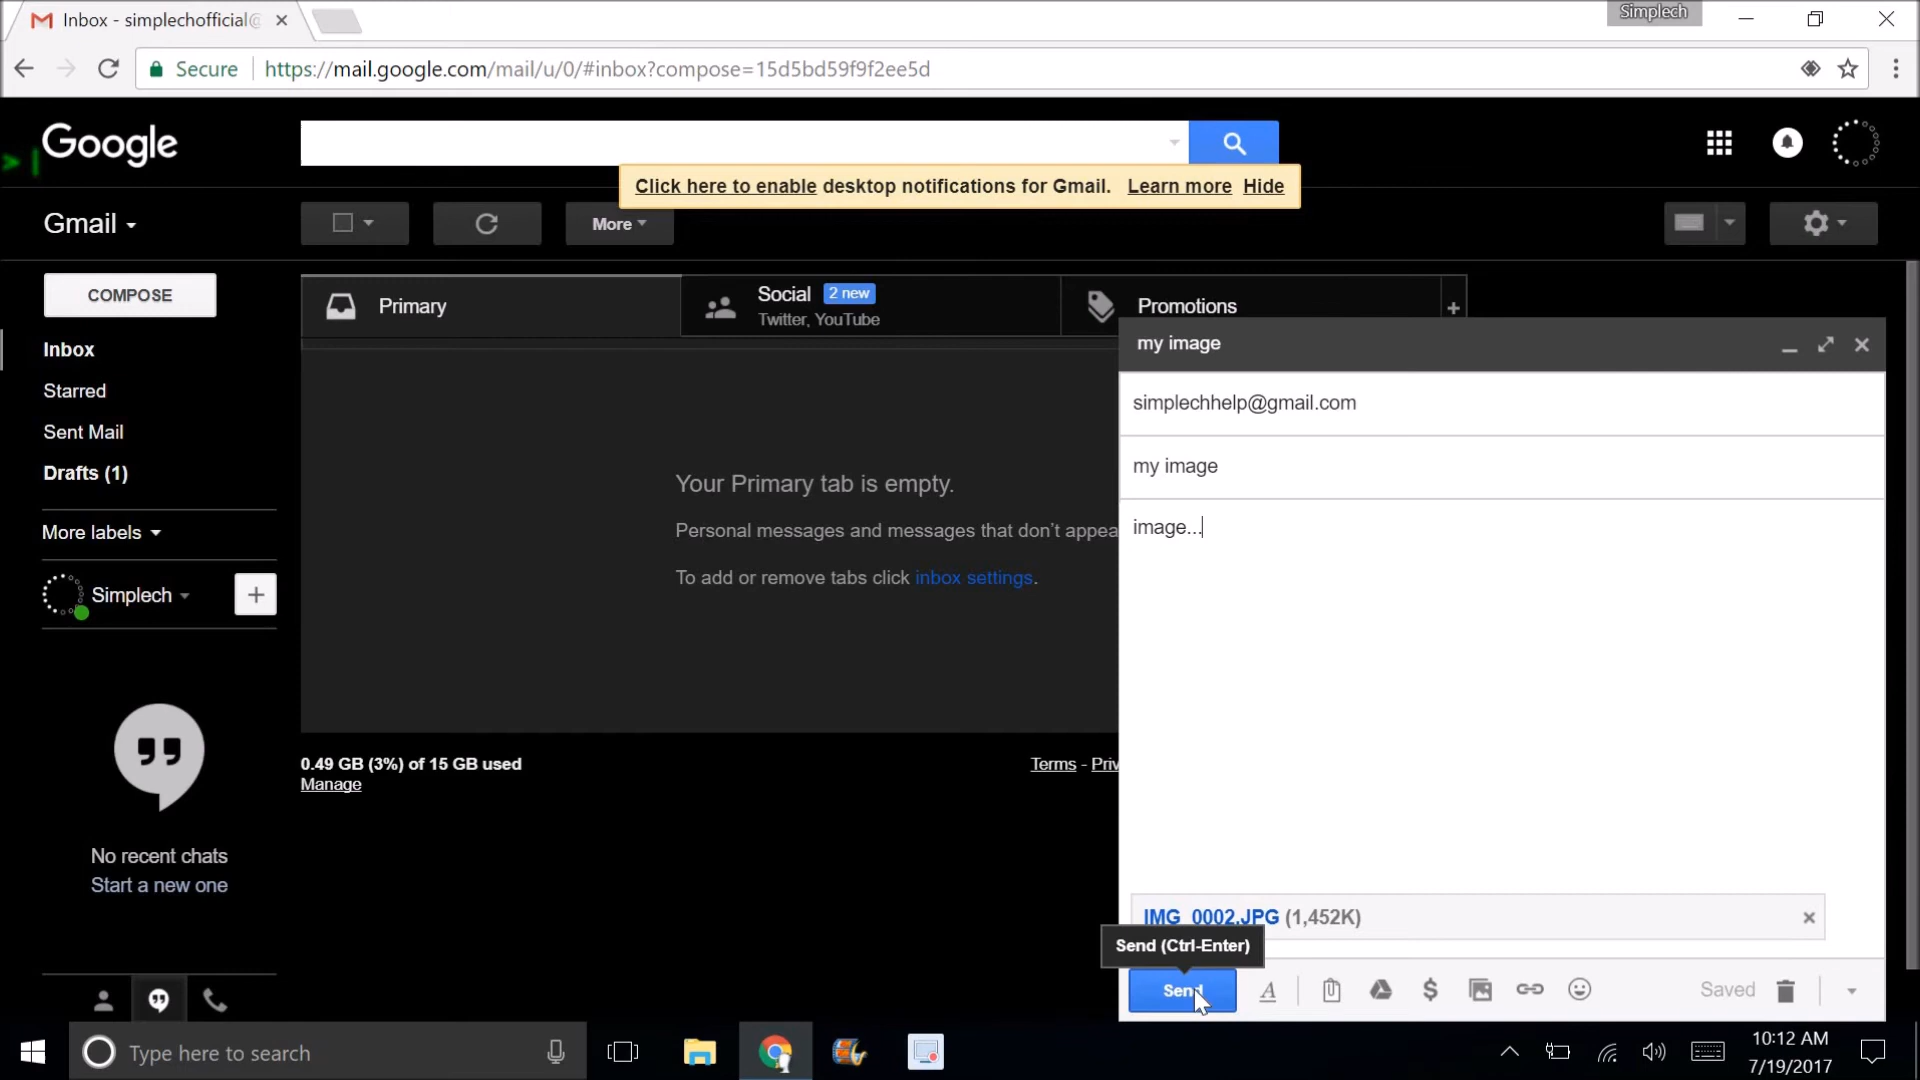 Inbox - simplechofficial@
Simplech
Secure https://mail.google.com/mail/u/0/#inbox?compose=15d5bd59f9f2ee5d
> |
Google
Click here to enable desktop notifications for Gmail. Learn more Hide
Gmail
More
COMPOSE
Inbox
Starred
Sent Mail
Drafts (1)
More labels
Simplech
+
No recent chats
Start a new one
Primary
Social 2 new
Twitter, YouTube
Promotions
+
Your Primary tab is empty.
Personal messages and messages that don't appea
To add or remove tabs click inbox settings.
0.49 GB (3%) of 15 GB used
Manage
Terms - Priv
my image
simplechhelp@gmail.com
my image
image...
IMG_0002.JPG (1,452K)
Send (Ctrl-Enter)
Send
Saved
Type here to search
10:12 AM
7/19/2017